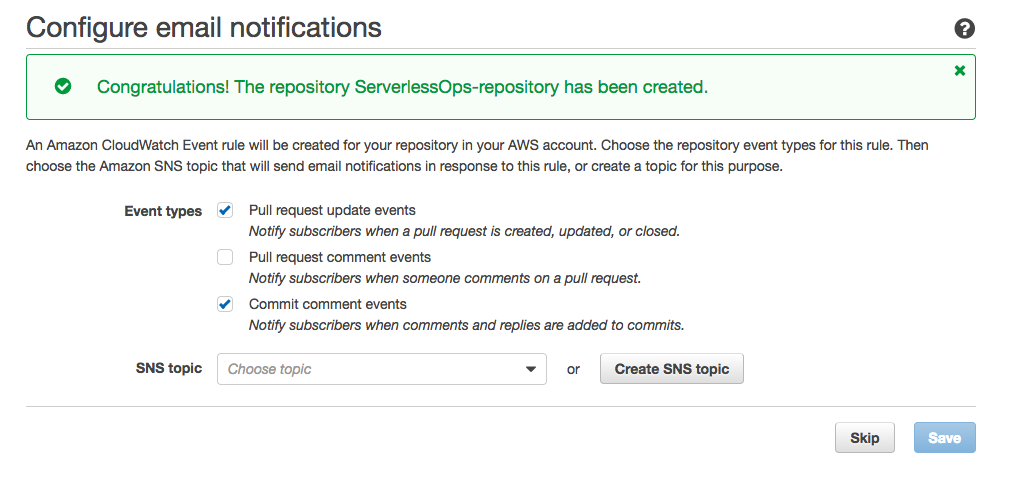 Configure email notifications
?
Congratulations! The repository ServerlessOps-repository has been created.
An Amazon CloudWatch Event rule will be created for your repository in your AWS account. Choose the repository event types for this rule. Then
choose the Amazon SNS topic that will send email notifications in response to this rule, or create a topic for this purpose.
Event types Pull request update events
Notify subscribers when a pull request is created, updated, or closed.
Pull request comment events
Notify subscribers when someone comments on a pull request.
Commit comment events
Notify subscribers when comments and replies are added to commits.
SNS topic Choose topic or Create SNS topic
Skip Save